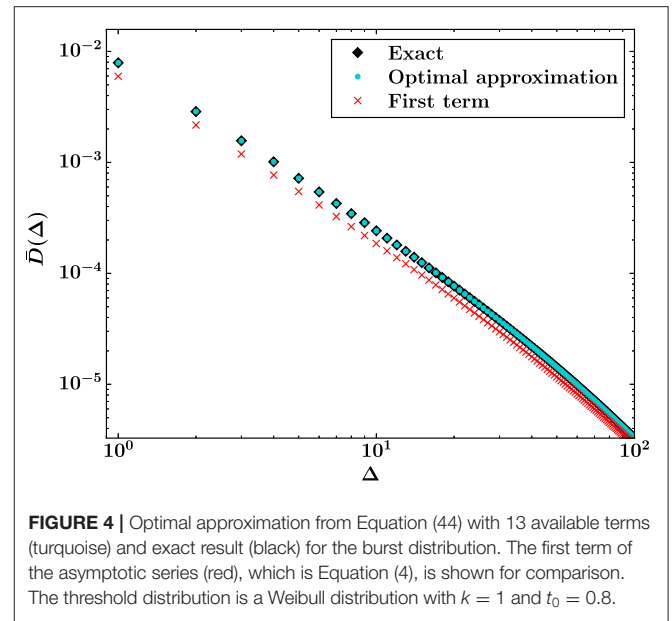 10⁻²
10⁻³
10⁻⁴
10⁻⁵
D̄(Δ)
Exact
Optimal approximation
First term
10⁰
10¹
10²
Δ
FIGURE 4 | Optimal approximation from Equation (44) with 13 available terms
(turquoise) and exact result (black) for the burst distribution. The first term of
the asymptotic series (red), which is Equation (4), is shown for comparison.
The threshold distribution is a Weibull distribution with k = 1 and t₀ = 0.8.